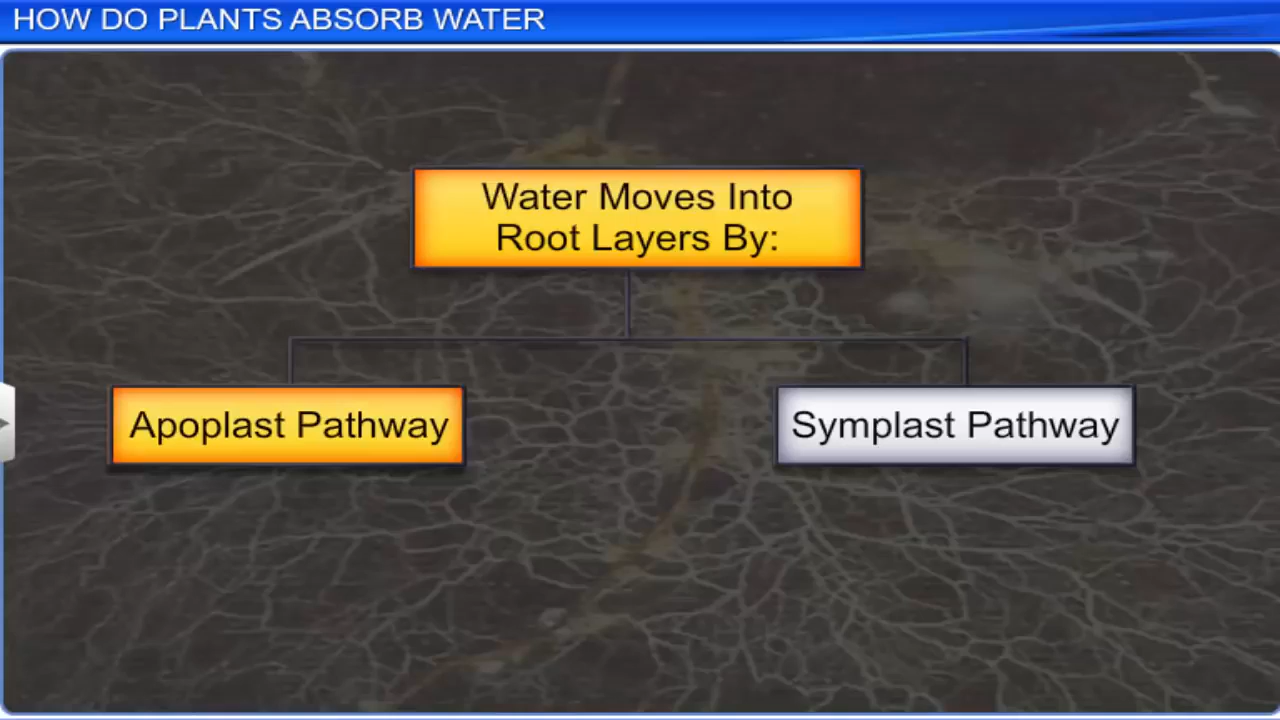 HOW DO PLANTS ABSORB WATER
Water Moves Into
Root Layers By:
Apoplast Pathway
Symplast Pathway